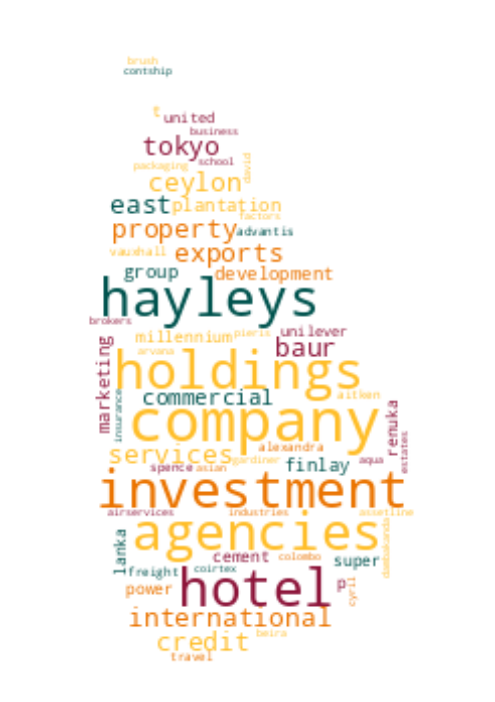 brush
contship
t
united
business
tokyo
school
packaging
david
ceylon
east
plantation
factors
property
advantis
vauxhall
exports
group
development
hayleys
brokers
millennium
pieris
unilever
baur
arvana
marketing
holdings
commercial
aitken
insurance
company
renuka
estates
services
alexandra
gardiner
finlay
aqua
spence
asian
investment
airservices
industries
assetline
agencies
lanka
cement
colombo
super
dambakanda
freight
coirtex
hotel
p
cyril
power
international
beira
credit
travel